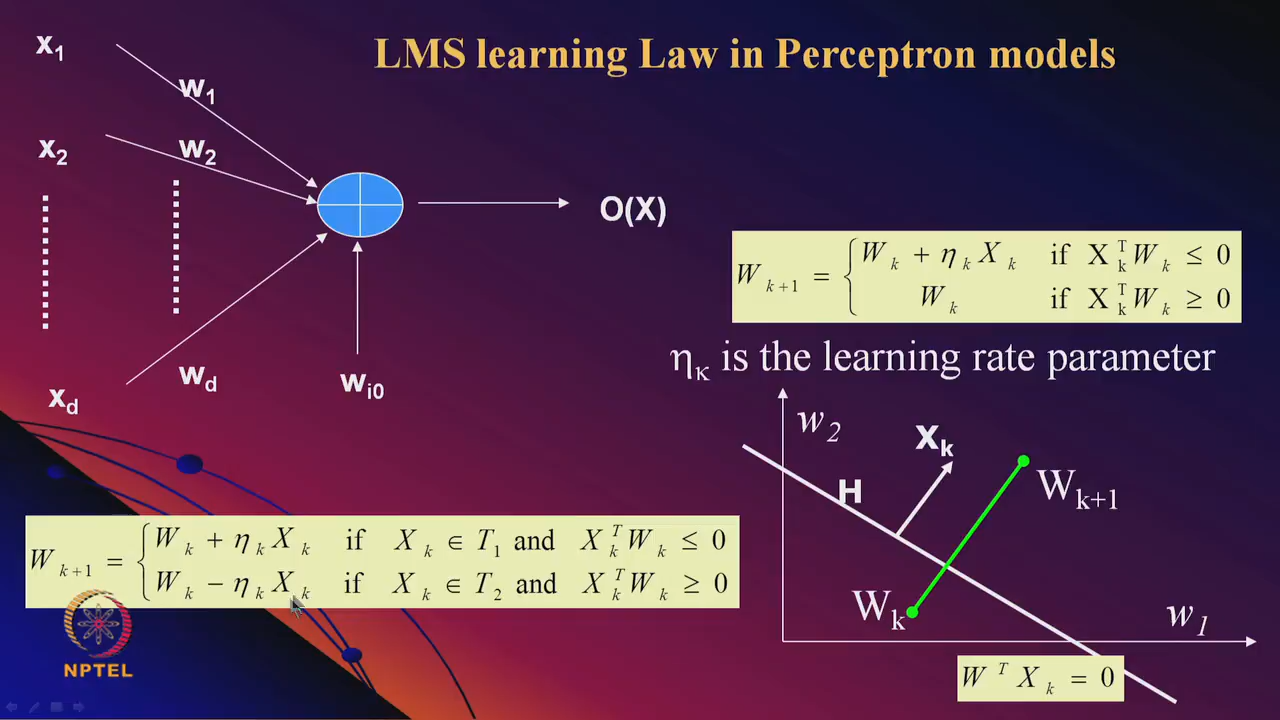 LMS learning Law in Perceptron models
x1
w1
x2
w2
O(X)
xd
wd
wi0
W k+1 = { W k + η k X k if X k^T W k ≤ 0
W k if X k^T W k ≥ 0
ηκ is the learning rate parameter
w2
Xk
H
Wk+1
Wk
w1
W^T X k = 0
W k+1 = { W k + η k X k if X k ∈ T1 and X k^T W k ≤ 0
W k − η k X k if X k ∈ T2 and X k^T W k ≥ 0
NPTEL